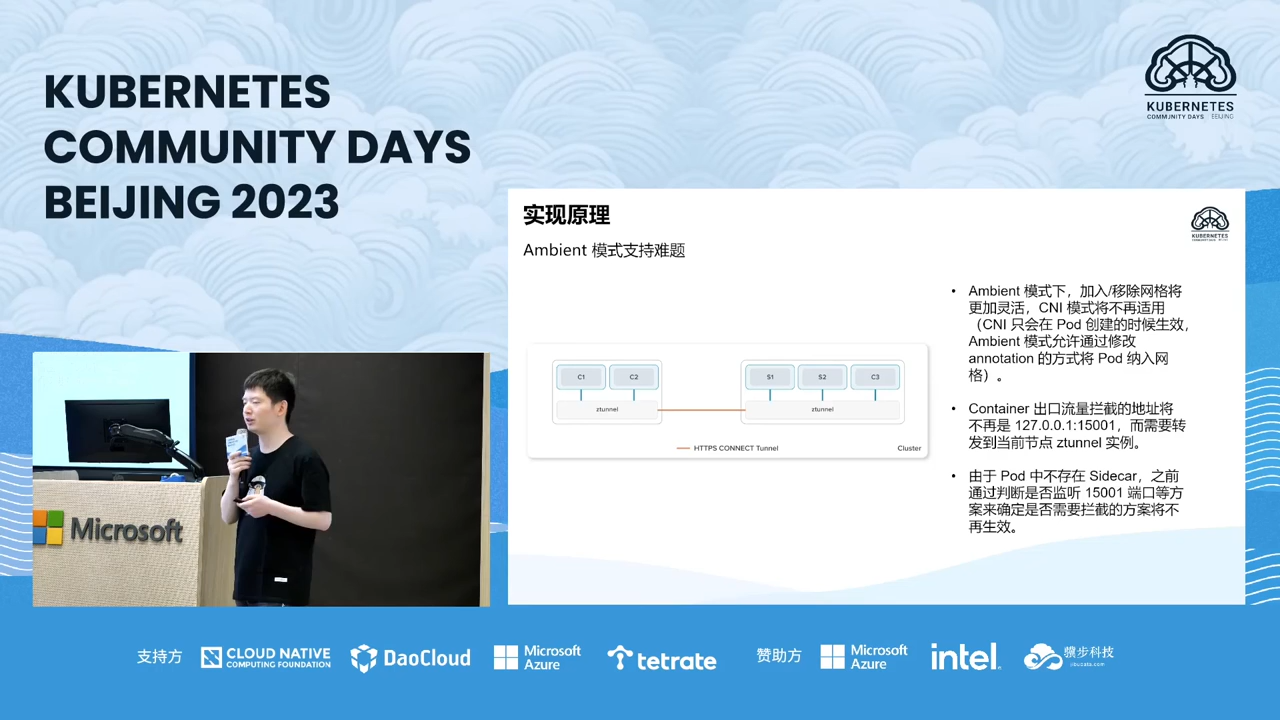 KUBERNETES
COMMUNITY DAYS
BEIJING 2023
KUBERNETES
COMMUNITY DAYS BEIJING
实现原理
Ambient 模式支持难题
KUBERNETES
C1
C2
ztunnel
S1
S2
C3
ztunnel
HTTPS CONNECT Tunnel
Cluster
• Ambient 模式下，加入/移除网格将
更加灵活，CNI 模式将不再适用
（CNI 只会在 Pod 创建的时候生效，
Ambient 模式允许通过修改
annotation 的方式将 Pod 纳入网
格）。
• Container 出口流量拦截的地址将
不再是 127.0.0.1:15001，而需要转
发到当前节点 ztunnel 实例。
• 由于 Pod 中不存在 Sidecar，之前
通过判断是否监听 15001 端口等方
案来确定是否需要拦截的方案将不
再生效。
Microsoft
支持方
CLOUD NATIVE
COMPUTING FOUNDATION
DaoCloud
Microsoft
Azure
tetrate
赞助方
Microsoft
Azure
intel.
骥步科技
jibudata.com